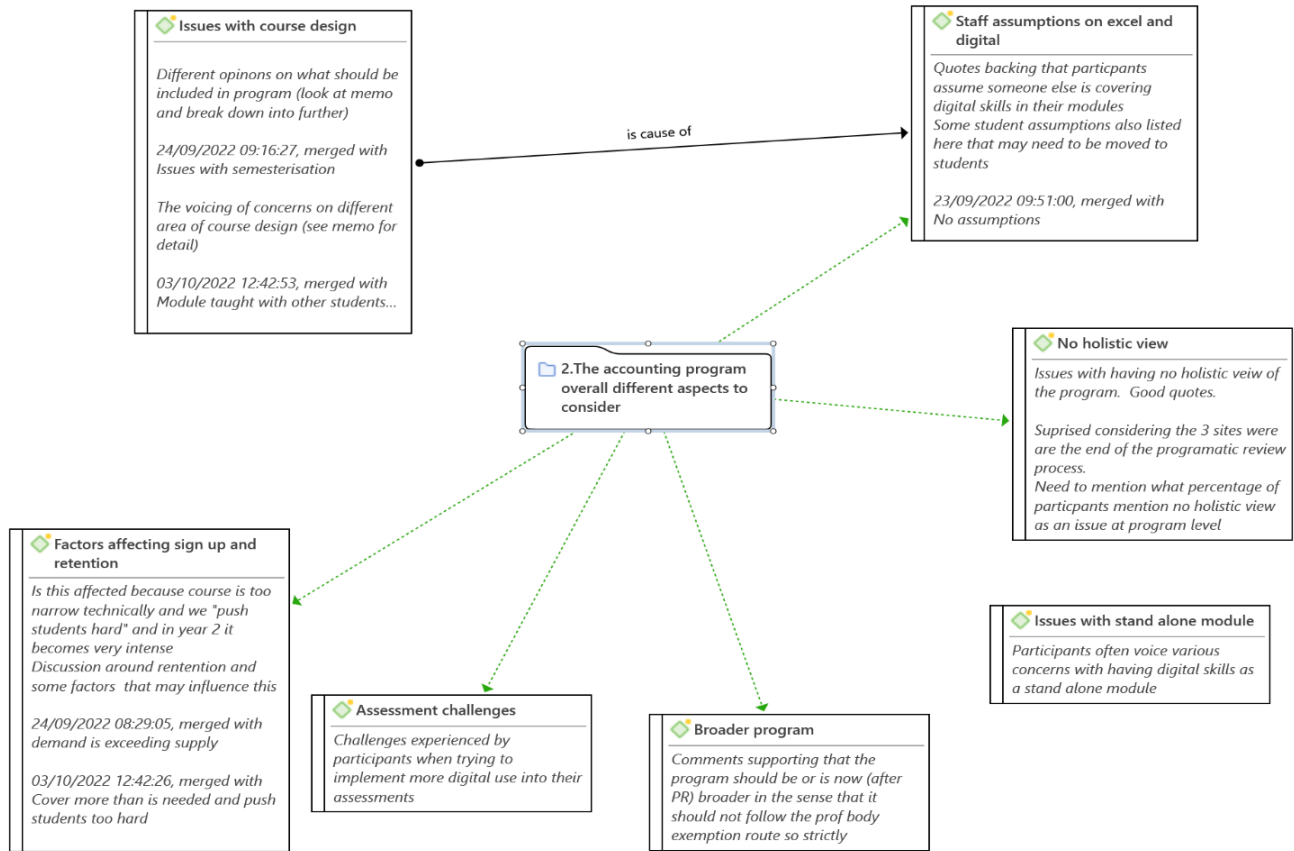 Issues with course design
Different opinons on what should be
included in program (look at memo
and break down into further)
24/09/2022 09:16:27, merged with
Issues with semesterisation
The voicing of concerns on different
area of course design (see memo for
detail)
03/10/2022 12:42:53, merged with
Module taught with other students...
is cause of
Staff assumptions on excel and
digital
Quotes backing that particpants
assume someone else is covering
digital skills in their modules
Some student assumptions also listed
here that may need to be moved to
students
23/09/2022 09:51:00, merged with
No assumptions
2.The accounting program
overall different aspects to
consider
No holistic view
Issues with having no holistic veiw of
the program. Good quotes.
Suprised considering the 3 sites were
are the end of the programatic review
process.
Need to mention what percentage of
particpants mention no holistic view
as an issue at program level
Factors affecting sign up and
retention
Is this affected because course is too
narrow technically and we "push
students hard" and in year 2 it
becomes very intense
Discussion around rentention and
some factors that may influence this
24/09/2022 08:29:05, merged with
demand is exceeding supply
03/10/2022 12:42:26, merged with
Cover more than is needed and push
students too hard
Assessment challenges
Challenges experienced by
participants when trying to
implement more digital use into their
assessments
Broader program
Comments supporting that the
program should be or is now (after
PR) broader in the sense that it
should not follow the prof body
exemption route so strictly
Issues with stand alone module
Participants often voice various
concerns with having digital skills as
a stand alone module